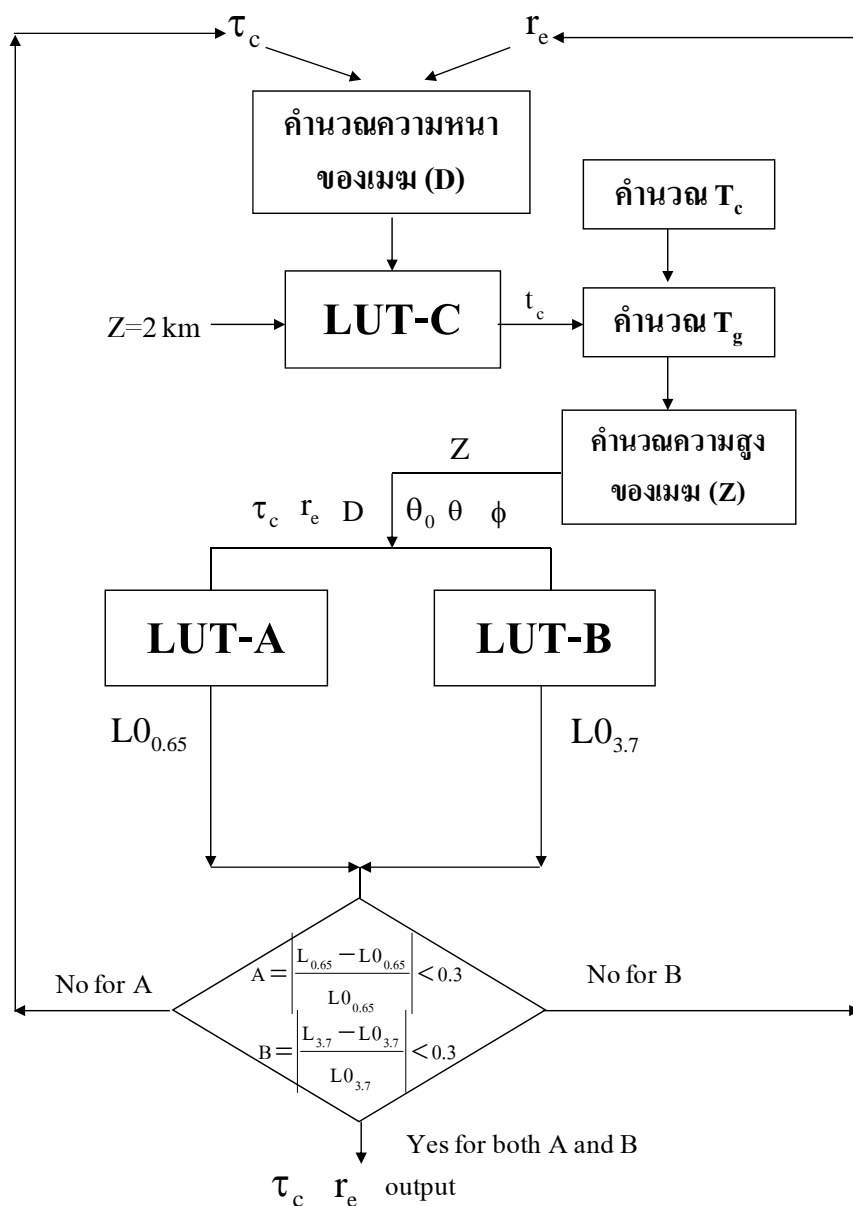 τc re
คำนวณความหนา
ของเมฆ (D)
คำนวณ Tc
Z=2 km
LUT-C
tc
คำนวณ Tg
คำนวณความสูง
ของเมฆ (Z)
Z
τc re D θ0 θ ϕ
LUT-A
LUT-B
L00.65
L03.7
No for A
A = |(L0.65 − L00.65) / L00.65| < 0.3
B = |(L3.7 − L03.7) / L03.7| < 0.3
No for B
Yes for both A and B
τc re output